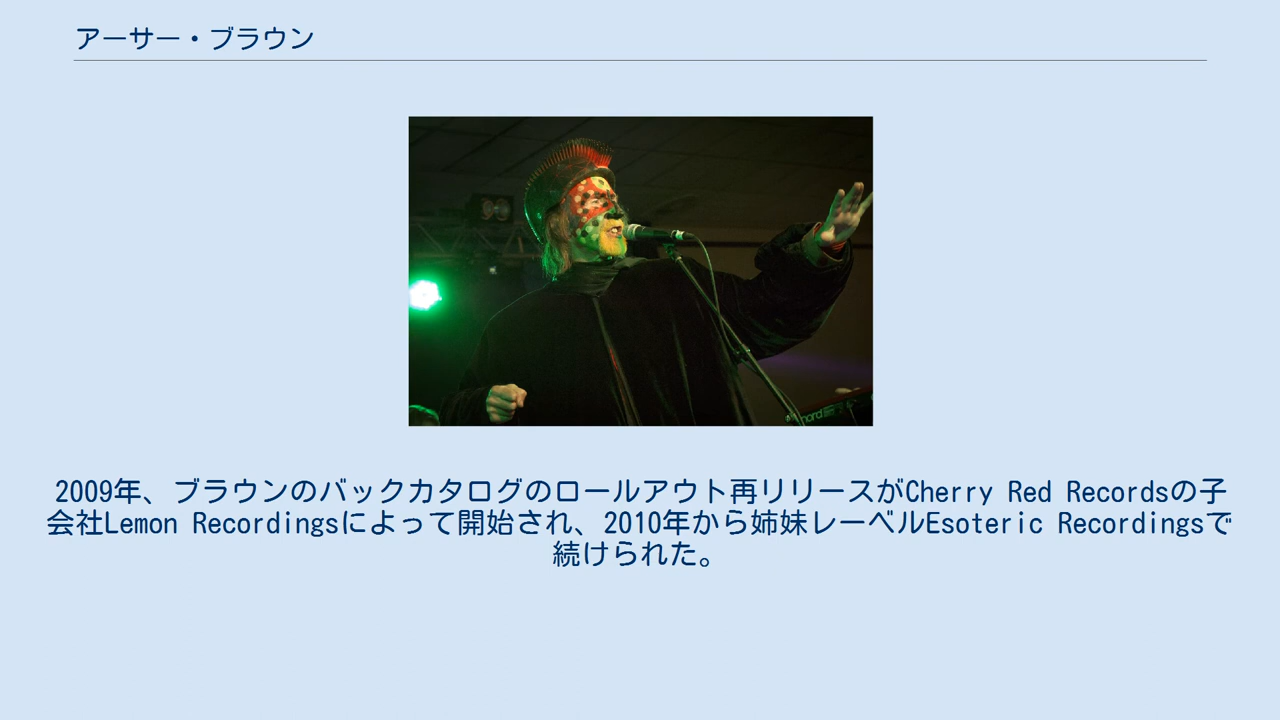 アーサー・ブラウン
nord
2009年、ブラウンのバックカタログのロールアウト再リリースがCherry Red Recordsの子
会社Lemon Recordingsによって開始され、2010年から姉妹レーベルEsoteric Recordingsで
続けられた。